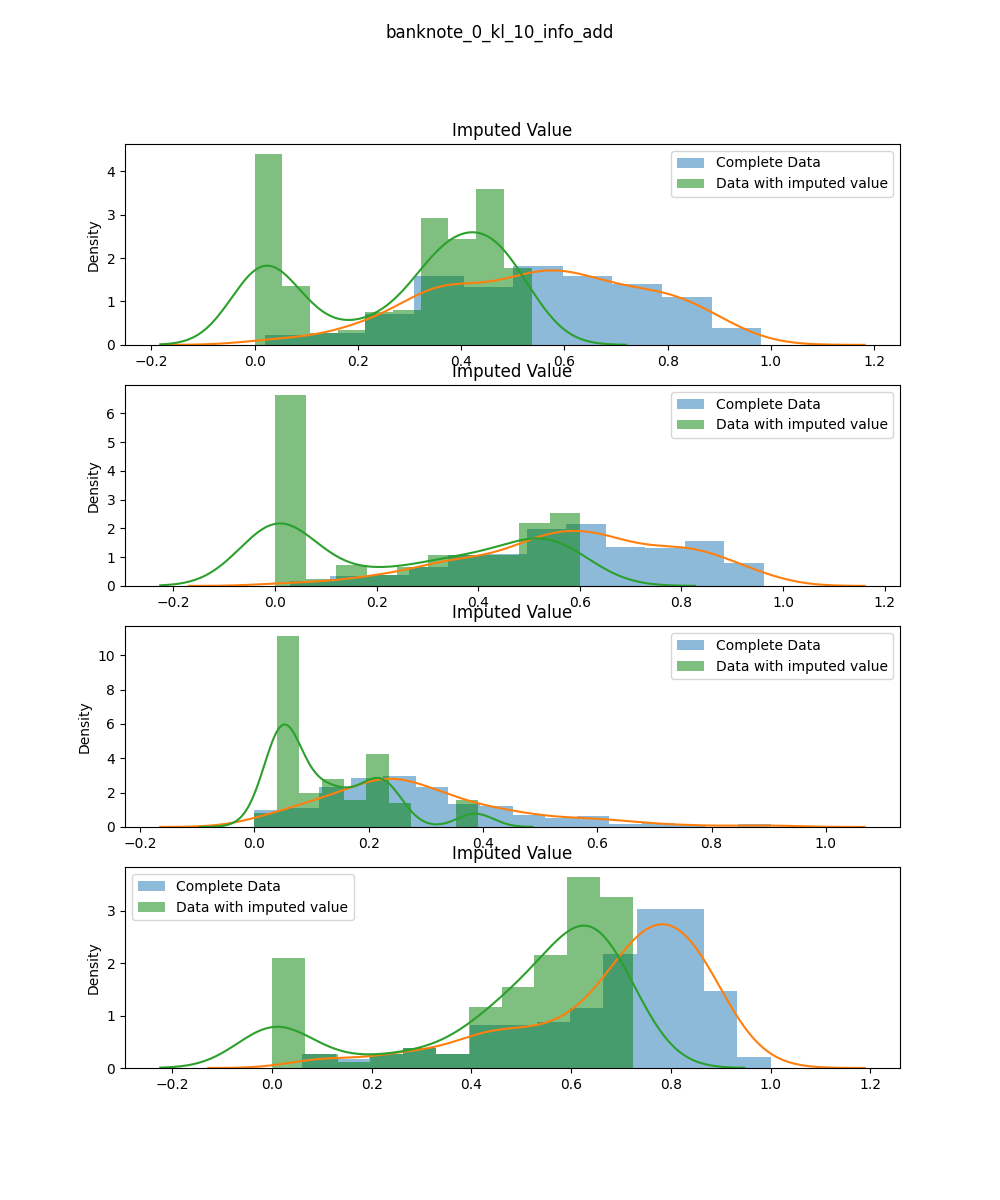 banknote_0_kl_10_info_add
Imputed Value
Density
4
3
2
1
0
Complete Data
Data with imputed value
−0.2 0.0 0.2 0.4 0.6 0.8 1.0 1.2
Imputed Value
Density
6
5
4
3
2
1
0
Complete Data
Data with imputed value
−0.2 0.0 0.2 0.4 0.6 0.8 1.0 1.2
Imputed Value
Density
10
8
6
4
2
0
Complete Data
Data with imputed value
−0.2 0.0 0.2 0.4 0.6 0.8 1.0
Imputed Value
Density
3
2
1
0
Complete Data
Data with imputed value
−0.2 0.0 0.2 0.4 0.6 0.8 1.0 1.2